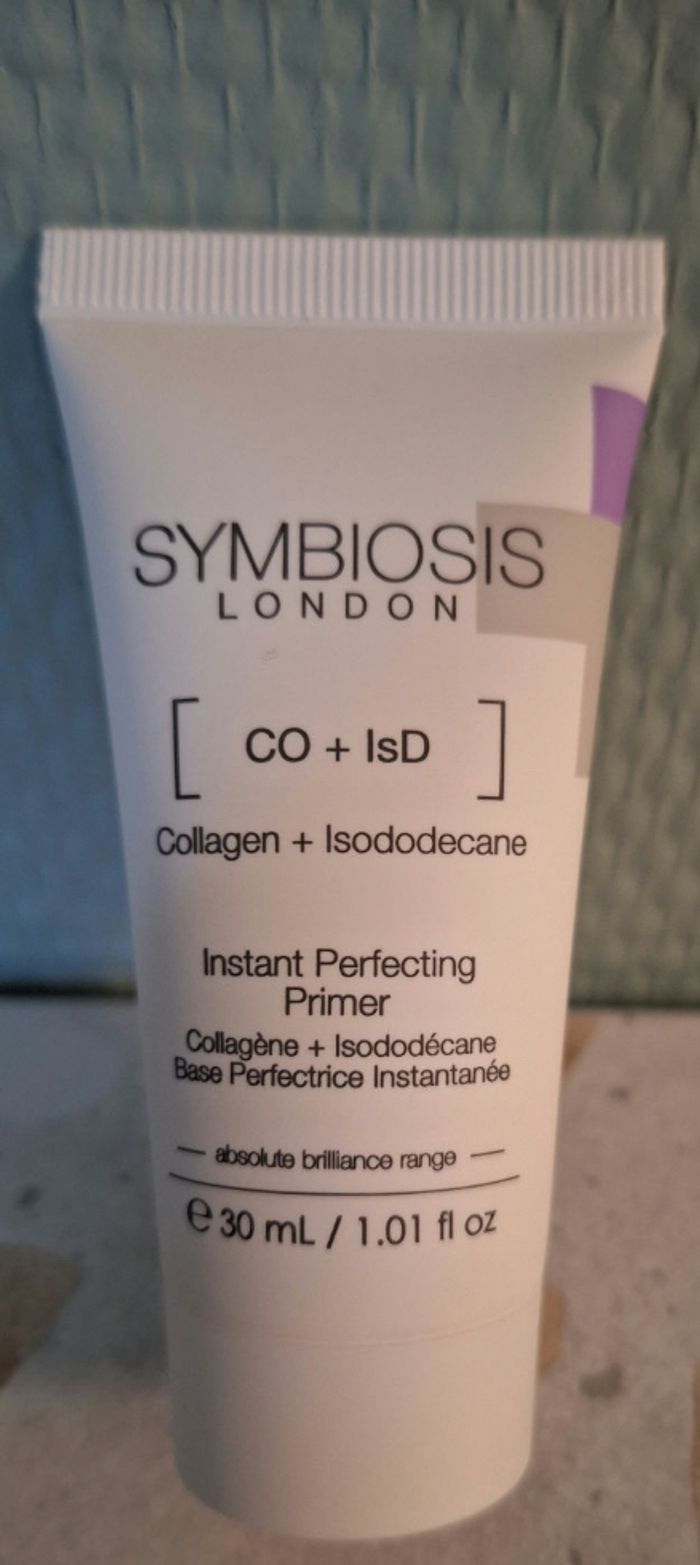 SYMBIOSIS
LONDON
[ CO + IsD ]
Collagen + Isododecane
Instant Perfecting
Primer
Collagène + Isododécane
Base Perfectrice Instantanée
— absolute brilliance range —
℮ 30 mL / 1.01 fl oz